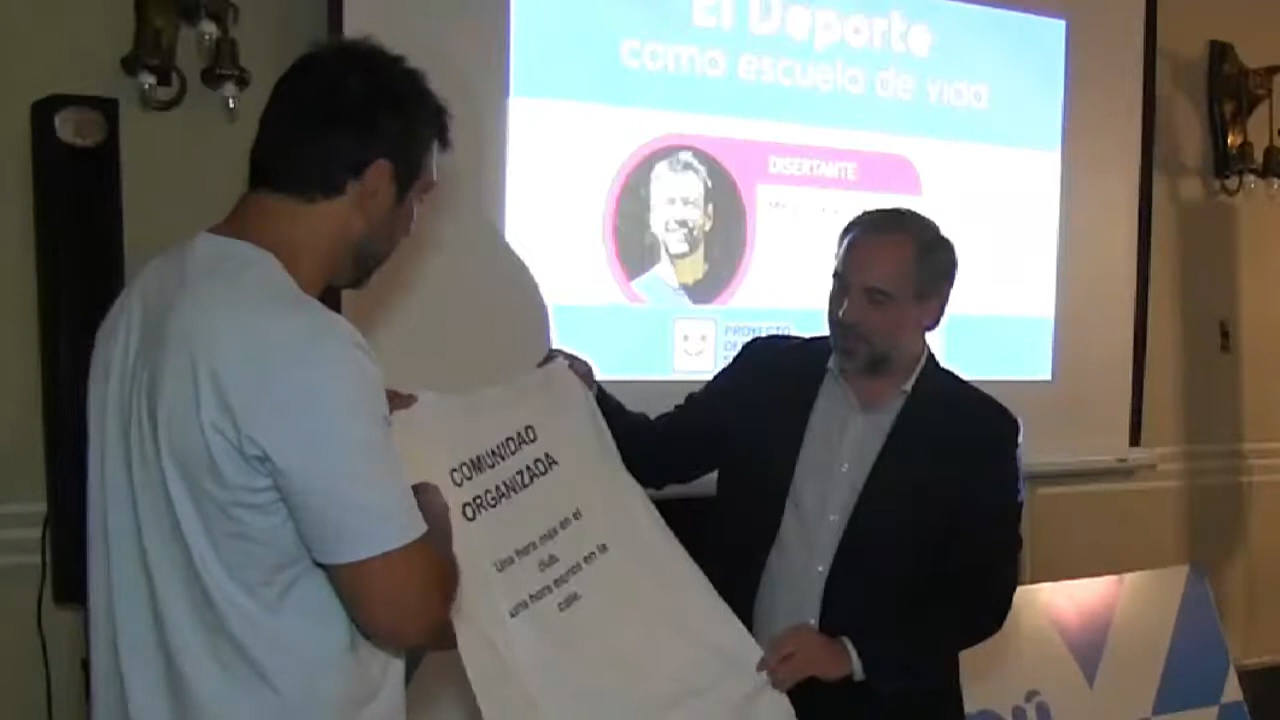 El Deporte
como escuela de vida
DISERTANTE
PROYECTO
COMUNIDAD
ORGANIZADA
Una hora más en el
club,
una hora menos en la
calle.